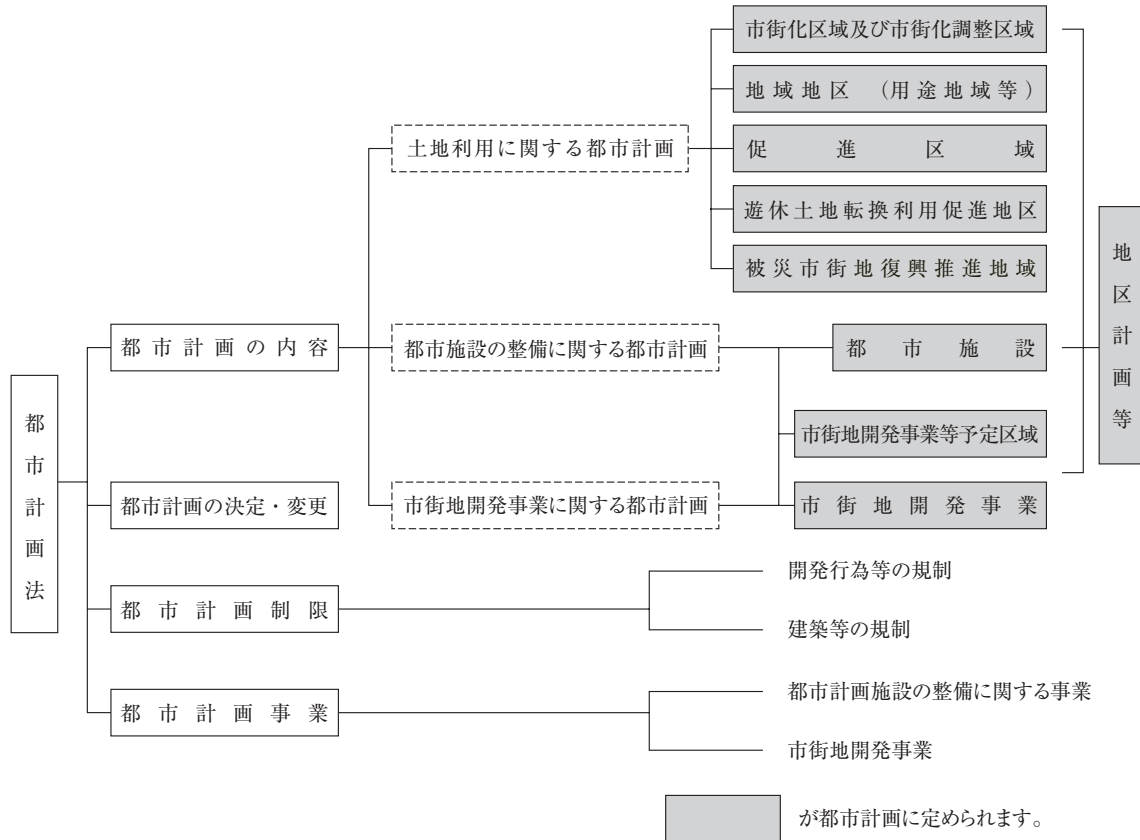 都市計画法
都市計画の内容
都市計画の決定・変更
都市計画制限
都市計画事業
土地利用に関する都市計画
都市施設の整備に関する都市計画
市街地開発事業に関する都市計画
市街化区域及び市街化調整区域
地域地区(用途地域等)
促進区域
遊休土地転換利用促進地区
被災市街地復興推進地域
都市施設
市街地開発事業等予定区域
市街地開発事業
地区計画等
開発行為等の規制
建築等の規制
都市計画施設の整備に関する事業
市街地開発事業
が都市計画に定められます。